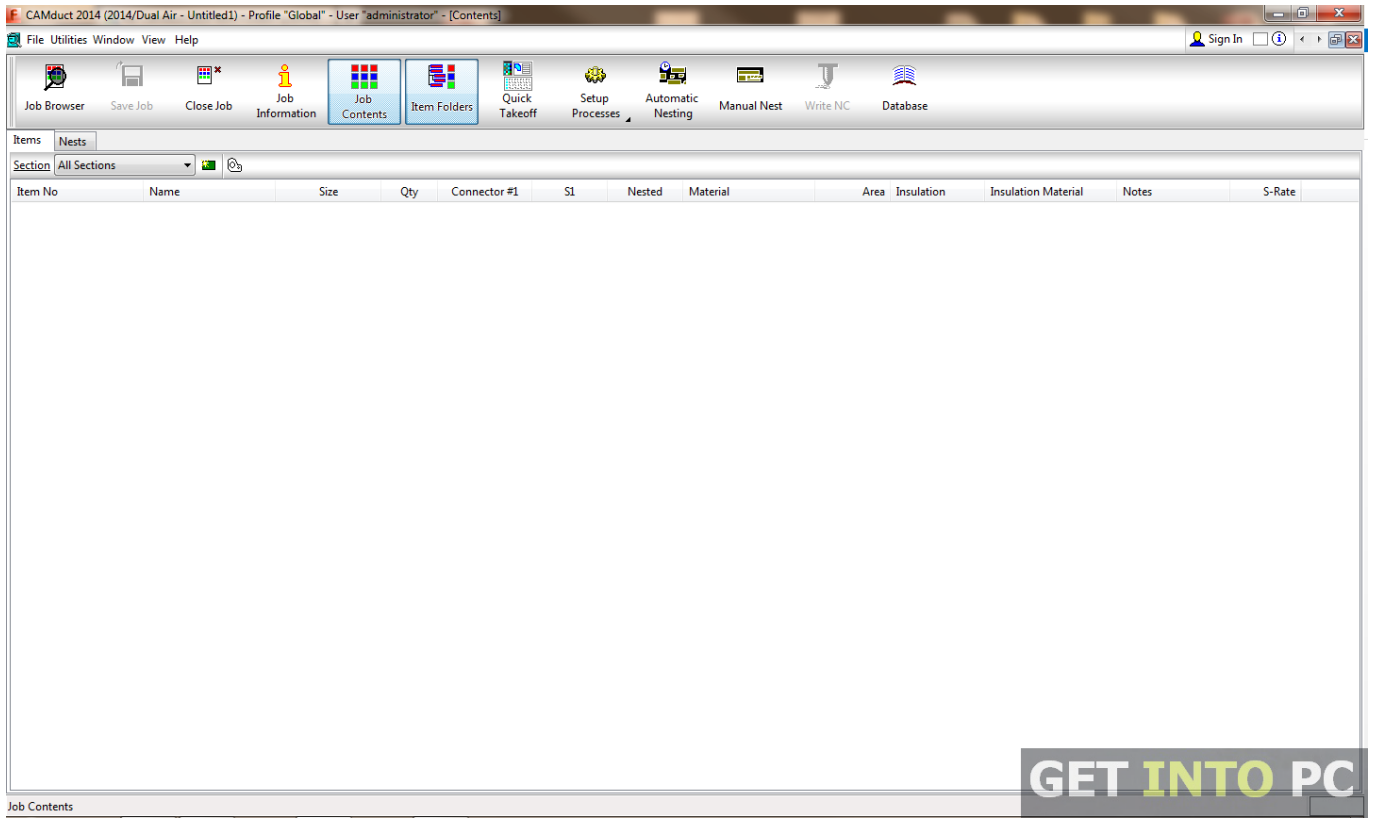 CAMduct 2014 (2014/Dual Air - Untitled1) - Profile "Global" - User "administrator" - [Contents]
File Utilities Window View Help
Sign In
Job Browser
Save Job
Close Job
Job
Information
Job
Contents
Item Folders
Quick
Takeoff
Setup
Processes
Automatic
Nesting
Manual Nest
Write NC
Database
Items Nests
Section All Sections
Item No Name Size Qty Connector #1 S1 Nested Material Area Insulation Insulation Material Notes S-Rate
GET INTO PC
Job Contents